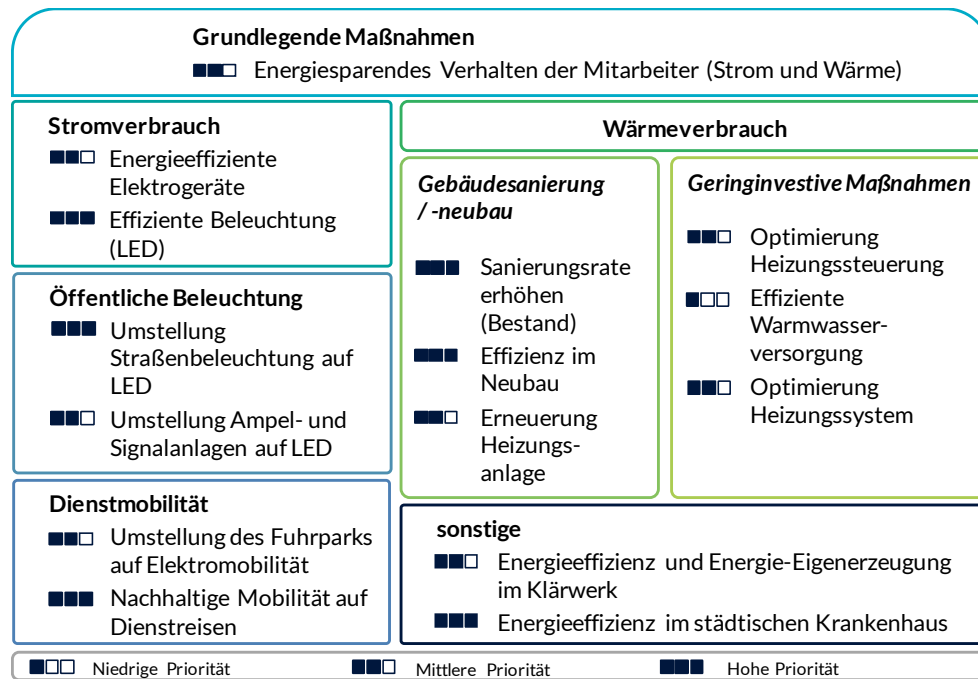 Grundlegende Maßnahmen
Energiesparendes Verhalten der Mitarbeiter (Strom und Wärme)
Stromverbrauch
Energieeffiziente
Elektrogeräte
Effiziente Beleuchtung
(LED)
Öffentliche Beleuchtung
Umstellung
Straßenbeleuchtung auf
LED
Umstellung Ampel- und
Signalanlagen auf LED
Dienstmobilität
Umstellung des Fuhrparks
auf Elektromobilität
Nachhaltige Mobilität auf
Dienstreisen
Wärmeverbrauch
Gebäudesanierung
/ -neubau
Sanierungsrate
erhöhen
(Bestand)
Effizienz im
Neubau
Erneuerung
Heizungs-
anlage
Geringinvestive Maßnahmen
Optimierung
Heizungssteuerung
Effiziente
Warmwasser-
versorgung
Optimierung
Heizungssystem
sonstige
Energieeffizienz und Energie-Eigenerzeugung
im Klärwerk
Energieeffizienz im städtischen Krankenhaus
Niedrige Priorität
Mittlere Priorität
Hohe Priorität